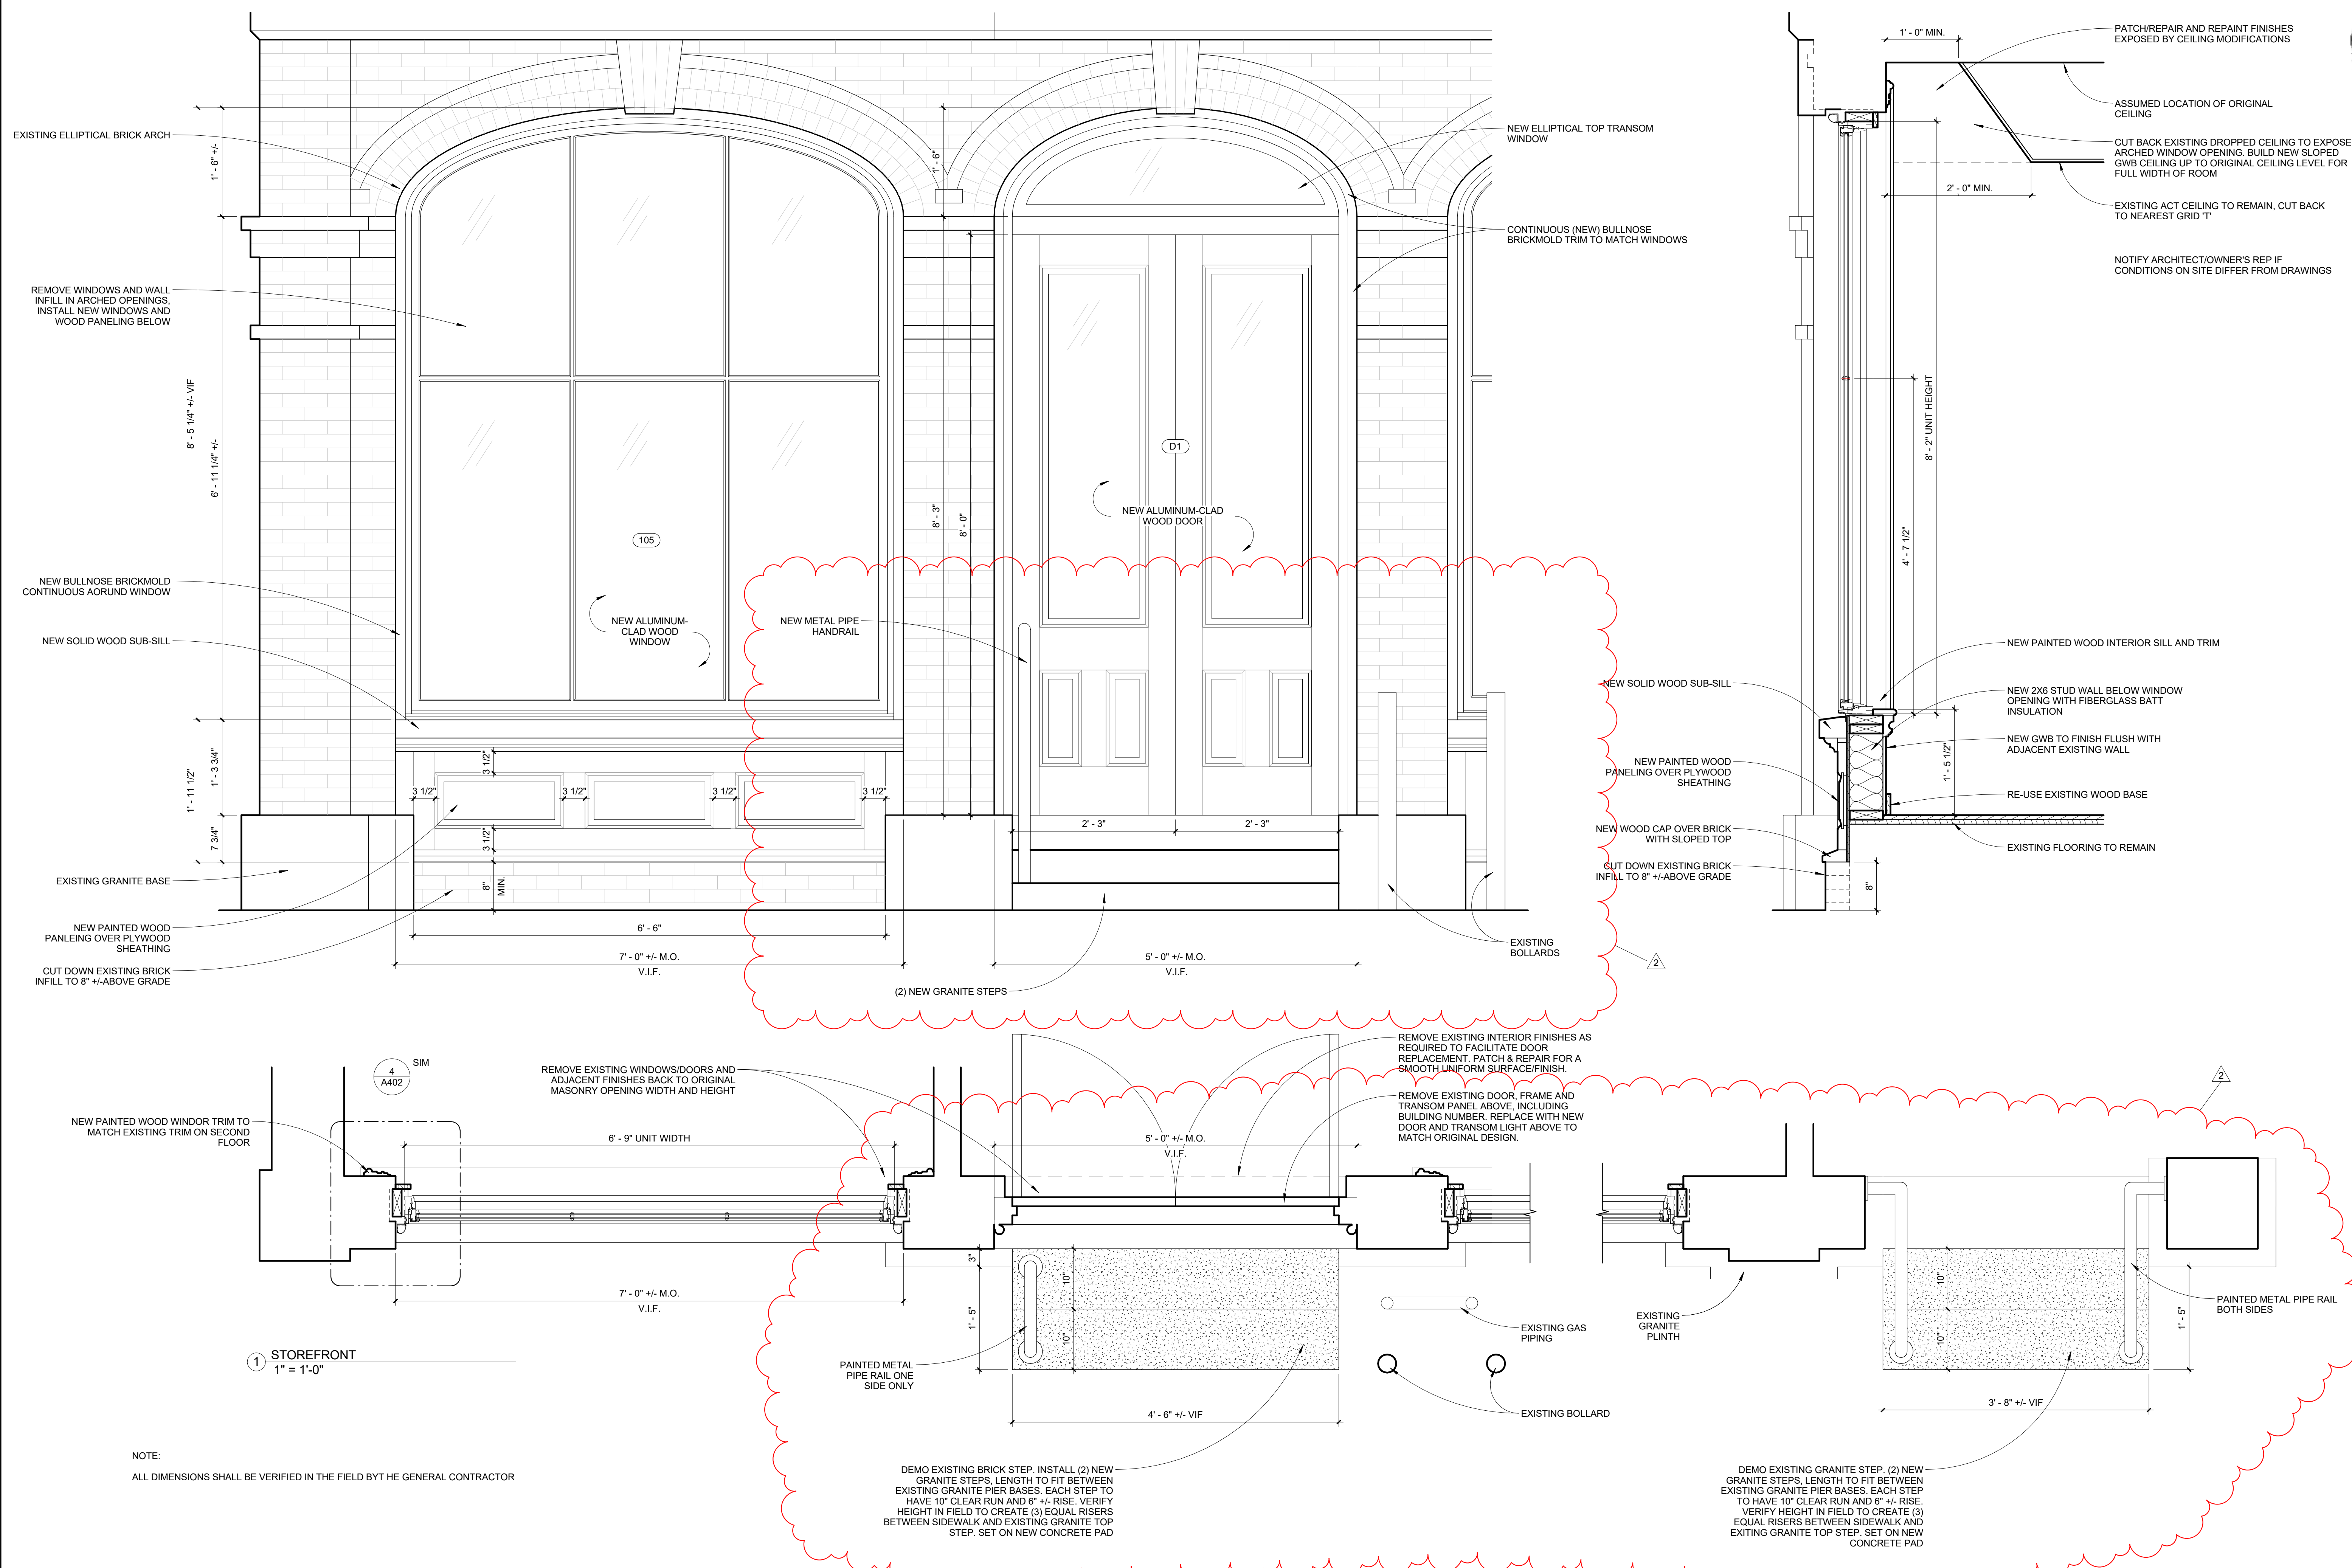 EXISTING ELLIPTICAL BRICK ARCH
REMOVE WINDOWS AND WALL
INFILL IN ARCHED OPENINGS,
INSTALL NEW WINDOWS AND
WOOD PANELING BELOW
NEW BULLNOSE BRICKMOLD
CONTINUOUS AORUND WINDOW
NEW SOLID WOOD SUB-SILL
EXISTING GRANITE BASE
NEW PAINTED WOOD
PANLEING OVER PLYWOOD
SHEATHING
CUT DOWN EXISTING BRICK
INFILL TO 8" +/-ABOVE GRADE
1' - 6" +/-
8' - 5 1/4" +/- VIF
6' - 11 1/4" +/-
1' - 11 1/2"
1' - 3 3/4"
7 3/4"
105
NEW ALUMINUM-
CLAD WOOD
WINDOW
3 1/2"
3 1/2"
3 1/2"
3 1/2"
3 1/2"
3 1/2"
8"
MIN.
6' - 6"
7' - 0" +/- M.O.
V.I.F.
1' - 6"
8' - 3"
8' - 0"
D1
NEW ALUMINUM-CLAD
WOOD DOOR
NEW METAL PIPE
HANDRAIL
2' - 3"
2' - 3"
5' - 0" +/- M.O.
V.I.F.
(2) NEW GRANITE STEPS
NEW ELLIPTICAL TOP TRANSOM
WINDOW
CONTINUOUS (NEW) BULLNOSE
BRICKMOLD TRIM TO MATCH WINDOWS
EXISTING
BOLLARDS
2
1' - 0" MIN.
PATCH/REPAIR AND REPAINT FINISHES
EXPOSED BY CEILING MODIFICATIONS
ASSUMED LOCATION OF ORIGINAL
CEILING
CUT BACK EXISTING DROPPED CEILING TO EXPOSE
ARCHED WINDOW OPENING. BUILD NEW SLOPED
GWB CEILING UP TO ORIGINAL CEILING LEVEL FOR
FULL WIDTH OF ROOM
2' - 0" MIN.
EXISTING ACT CEILING TO REMAIN, CUT BACK
TO NEAREST GRID 'T'
NOTIFY ARCHITECT/OWNER'S REP IF
CONDITIONS ON SITE DIFFER FROM DRAWINGS
8' - 2" UNIT HEIGHT
4' - 7 1/2"
1' - 5 1/2"
8"
NEW SOLID WOOD SUB-SILL
NEW PAINTED WOOD
PANELING OVER PLYWOOD
SHEATHING
NEW WOOD CAP OVER BRICK
WITH SLOPED TOP
CUT DOWN EXISTING BRICK
INFILL TO 8" +/-ABOVE GRADE
NEW PAINTED WOOD INTERIOR SILL AND TRIM
NEW 2X6 STUD WALL BELOW WINDOW
OPENING WITH FIBERGLASS BATT
INSULATION
NEW GWB TO FINISH FLUSH WITH
ADJACENT EXISTING WALL
RE-USE EXISTING WOOD BASE
EXISTING FLOORING TO REMAIN
4
A402
SIM
NEW PAINTED WOOD WINDOR TRIM TO
MATCH EXISTING TRIM ON SECOND
FLOOR
REMOVE EXISTING WINDOWS/DOORS AND
ADJACENT FINISHES BACK TO ORIGINAL
MASONRY OPENING WIDTH AND HEIGHT
REMOVE EXISTING INTERIOR FINISHES AS
REQUIRED TO FACILITATE DOOR
REPLACEMENT. PATCH & REPAIR FOR A
SMOOTH UNIFORM SURFACE/FINISH.
REMOVE EXISTING DOOR, FRAME AND
TRANSOM PANEL ABOVE, INCLUDING
BUILDING NUMBER. REPLACE WITH NEW
DOOR AND TRANSOM LIGHT ABOVE TO
MATCH ORIGINAL DESIGN.
2
6' - 9" UNIT WIDTH
5' - 0" +/- M.O.
V.I.F.
7' - 0" +/- M.O.
V.I.F.
3"
1' - 5"
10"
10"
PAINTED METAL
PIPE RAIL ONE
SIDE ONLY
4' - 6" +/- VIF
EXISTING GAS
PIPING
EXISTING BOLLARD
EXISTING
GRANITE
PLINTH
10"
10"
1' - 5"
PAINTED METAL PIPE RAIL
BOTH SIDES
3' - 8" +/- VIF
1
STOREFRONT
1" = 1'-0"
NOTE:
ALL DIMENSIONS SHALL BE VERIFIED IN THE FIELD BYT HE GENERAL CONTRACTOR
DEMO EXISTING BRICK STEP. INSTALL (2) NEW
GRANITE STEPS, LENGTH TO FIT BETWEEN
EXISTING GRANITE PIER BASES. EACH STEP TO
HAVE 10" CLEAR RUN AND 6" +/- RISE. VERIFY
HEIGHT IN FIELD TO CREATE (3) EQUAL RISERS
BETWEEN SIDEWALK AND EXISTING GRANITE TOP
STEP. SET ON NEW CONCRETE PAD
DEMO EXISTING GRANITE STEP. (2) NEW
GRANITE STEPS, LENGTH TO FIT BETWEEN
EXISTING GRANITE PIER BASES. EACH STEP
TO HAVE 10" CLEAR RUN AND 6" +/- RISE.
VERIFY HEIGHT IN FIELD TO CREATE (3)
EQUAL RISERS BETWEEN SIDEWALK AND
EXITING GRANITE TOP STEP. SET ON NEW
CONCRETE PAD